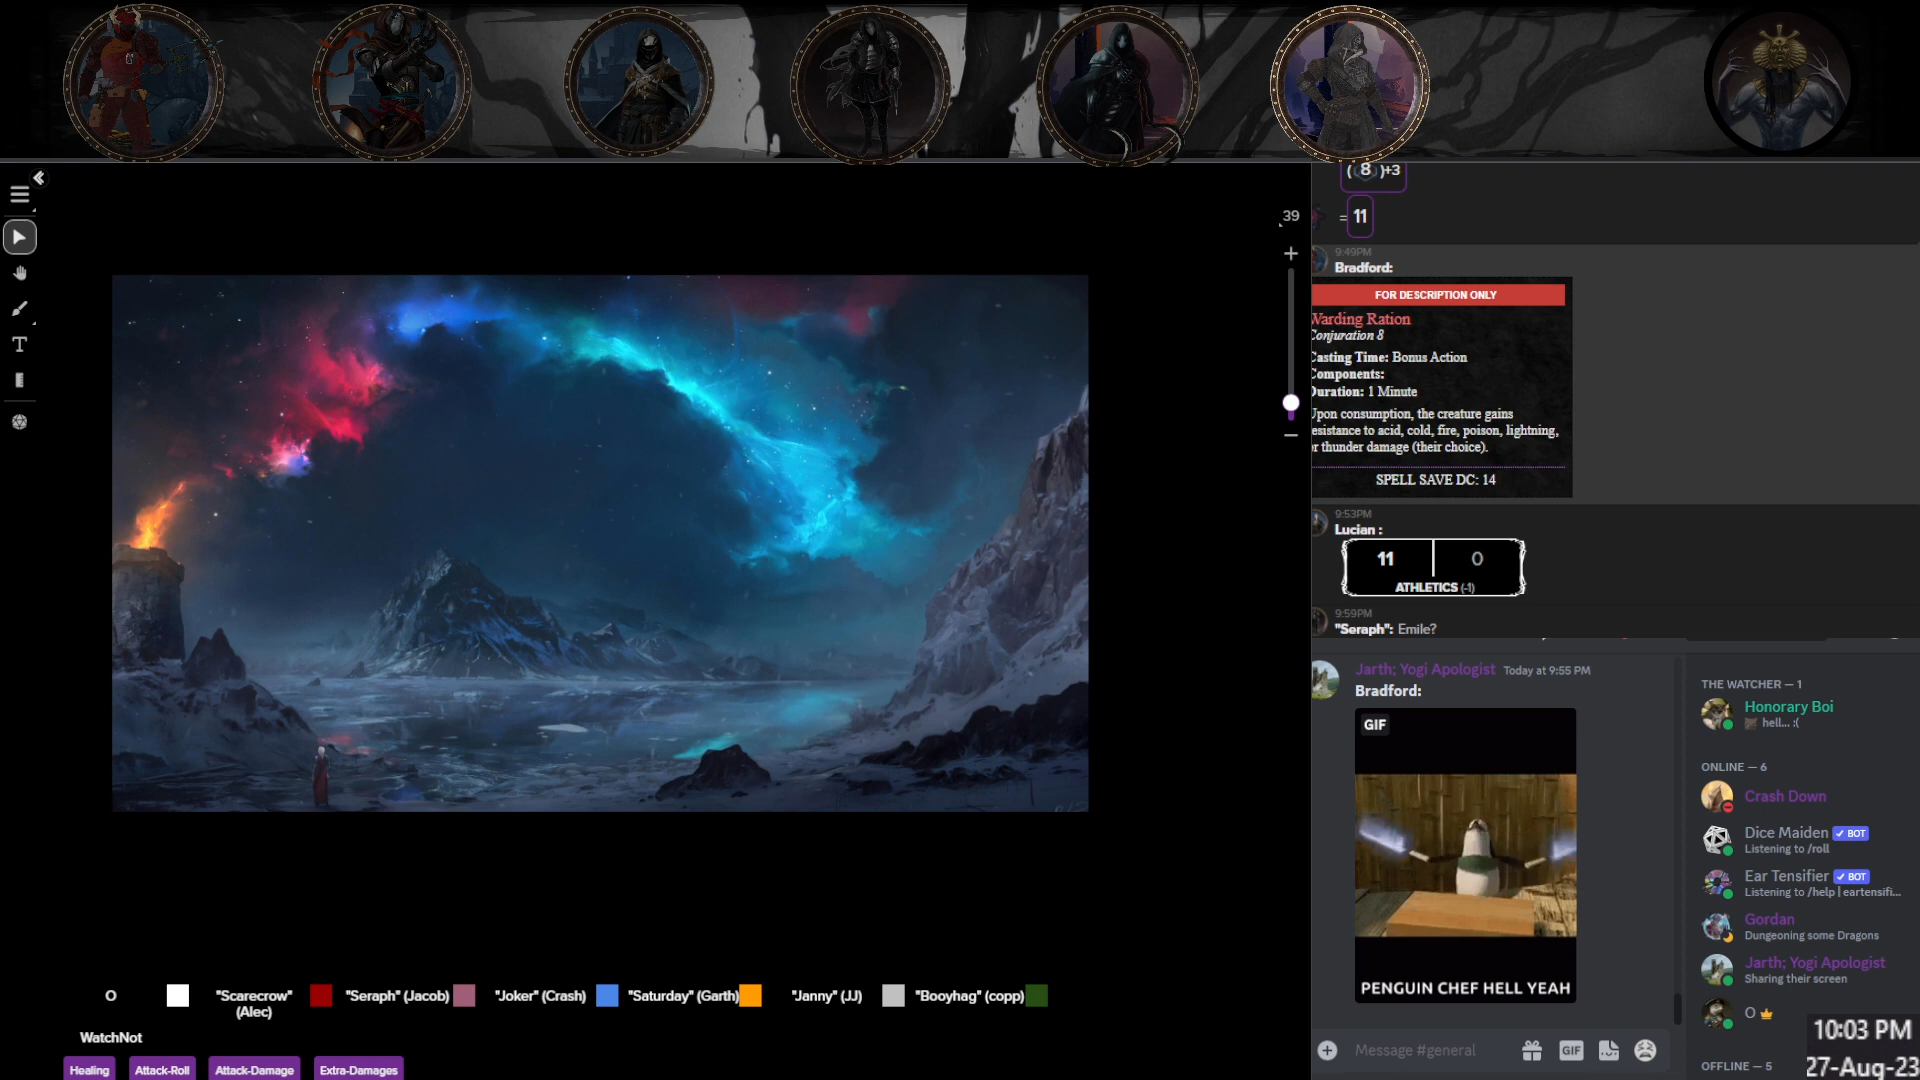 39
(8)+3
=11
9:49PM
Bradford:
FOR DESCRIPTION ONLY
Warding Ration
Conjuration 8
Casting Time: Bonus Action
Components:
Duration: 1 Minute
Upon consumption, the creature gains
resistance to acid, cold, fire, poison, lightning,
or thunder damage (their choice).
SPELL SAVE DC: 14
9:53PM
Lucian :
11 0
ATHLETICS (-1)
9:59PM
"Seraph": Emile?
Jarth; Yogi Apologist Today at 9:55 PM
Bradford:
GIF
PENGUIN CHEF HELL YEAH
Message #general
GIF
THE WATCHER — 1
Honorary Boi
hell... :(
ONLINE — 6
Crash Down
Dice Maiden ✓ BOT
Listening to /roll
Ear Tensifier ✓ BOT
Listening to /help | eartensifi...
Gordan
Dungeoning some Dragons
Jarth; Yogi Apologist
Sharing their screen
O
OFFLINE — 5
10:03 PM
27-Aug-23
O
"Scarecrow"
(Alec)
"Seraph" (Jacob)
"Joker" (Crash)
"Saturday" (Garth)
"Janny" (JJ)
"Booyhag" (copp)
WatchNot
Healing
Attack-Roll
Attack-Damage
Extra-Damages